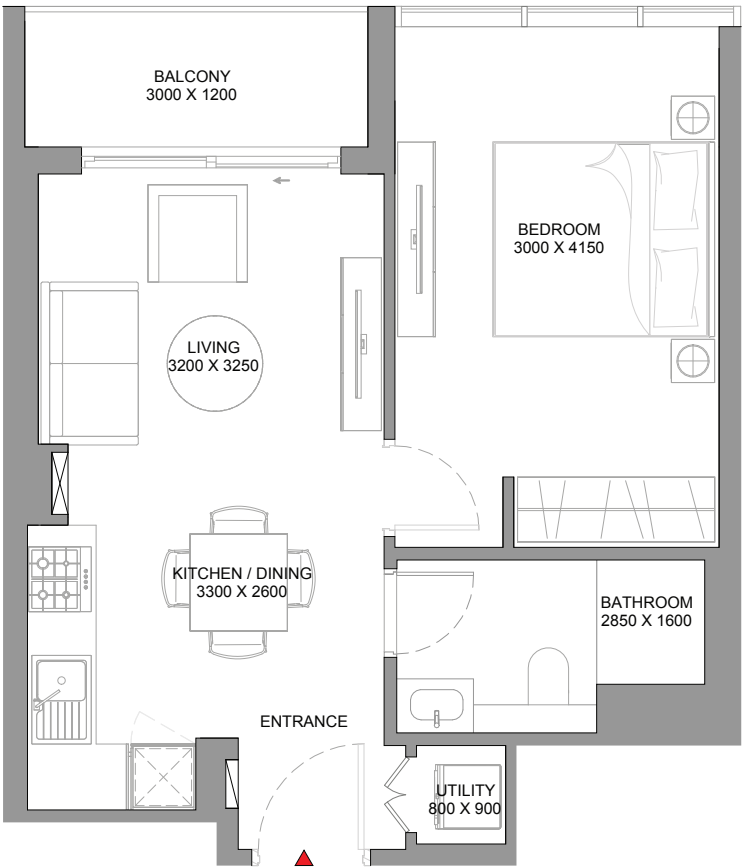 BALCONY
3000 X 1200
BEDROOM
3000 X 4150
LIVING
3200 X 3250
KITCHEN / DINING
3300 X 2600
BATHROOM
2850 X 1600
ENTRANCE
UTILITY
800 X 900